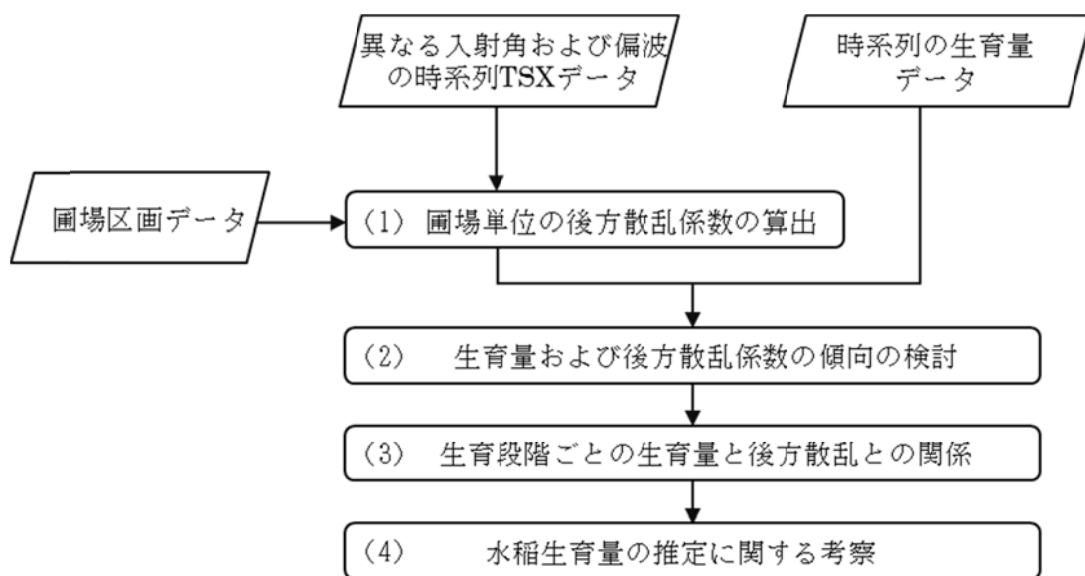 異なる入射角および偏波
の時系列TSXデータ
時系列の生育量
データ
圃場区画データ
(1) 圃場単位の後方散乱係数の算出
(2) 生育量および後方散乱係数の傾向の検討
(3) 生育段階ごとの生育量と後方散乱との関係
(4) 水稲生育量の推定に関する考察